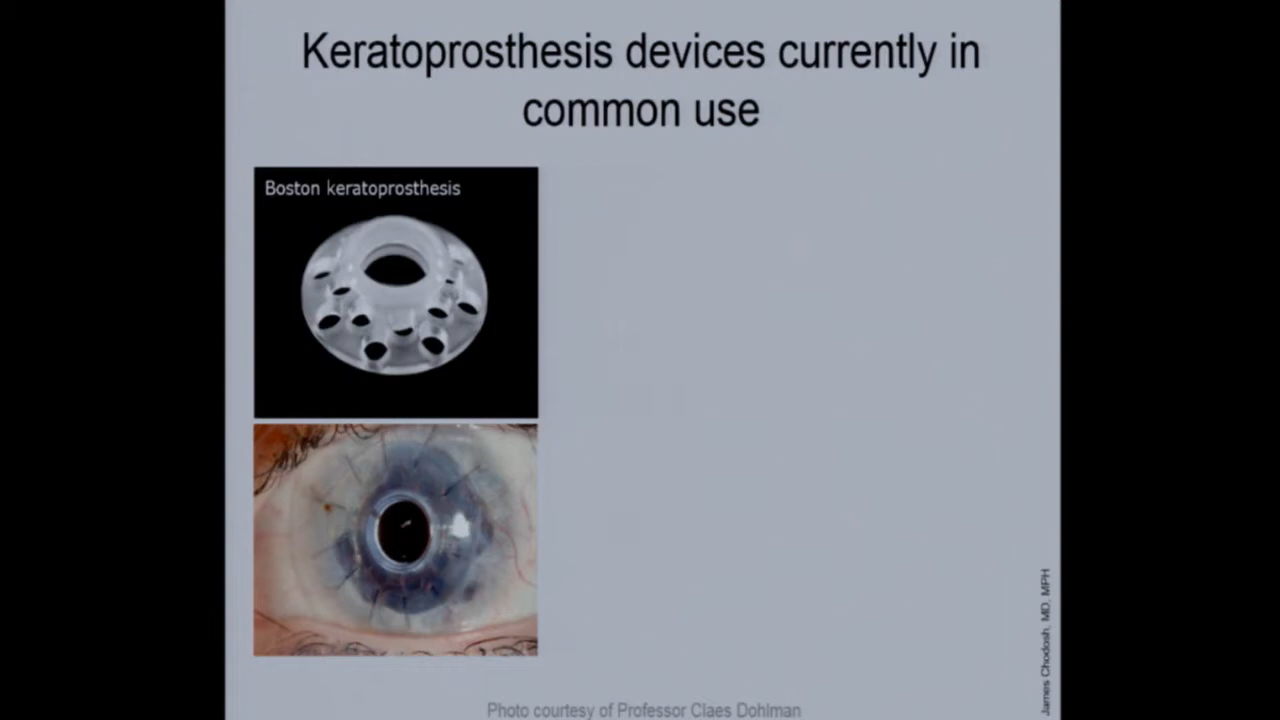 Keratoprosthesis devices currently in
common use
Boston keratoprosthesis
James Chodosh, MD, MPH
Photo courtesy of Professor Claes Dohlman